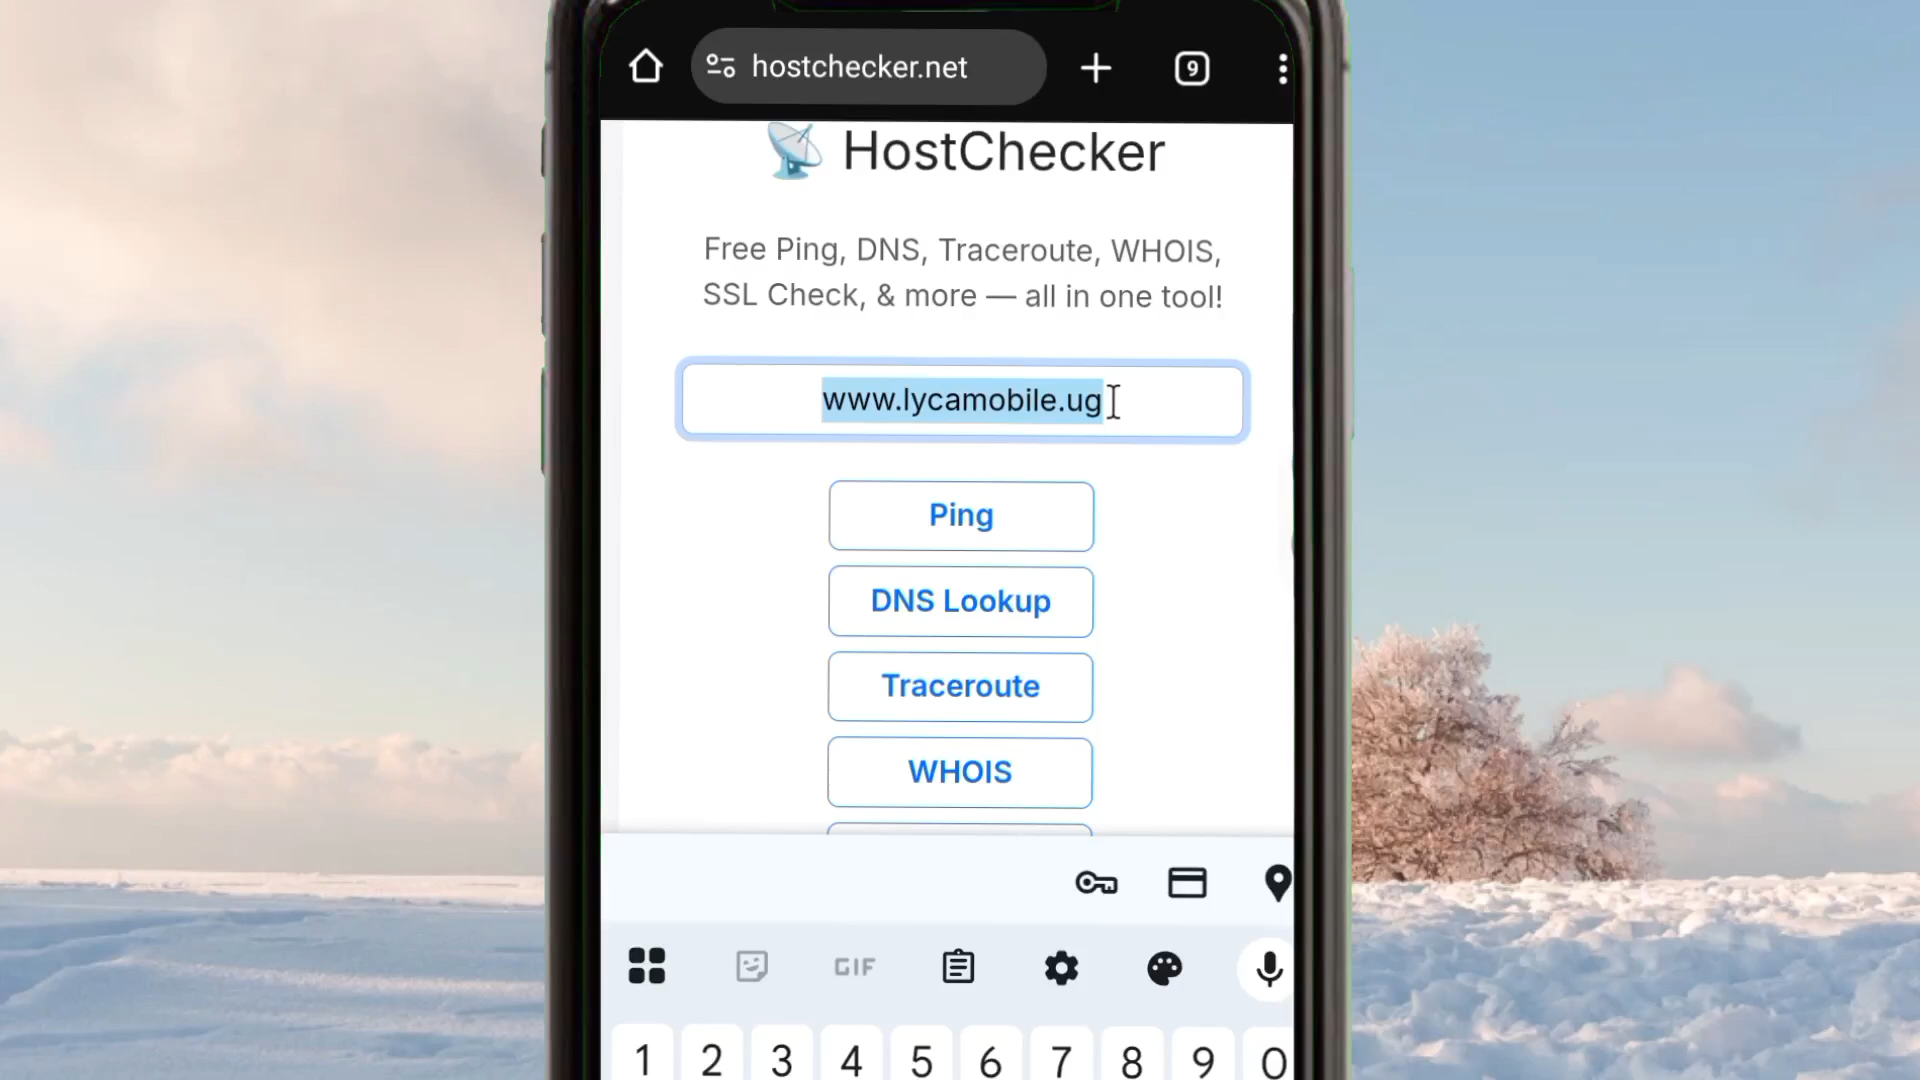 hostchecker.net
9
HostChecker
Free Ping, DNS, Traceroute, WHOIS,
SSL Check, & more — all in one tool!
www.lycamobile.ug
Ping
DNS Lookup
Traceroute
WHOIS
GIF
1 2 3 4 5 6 7 8 9 0